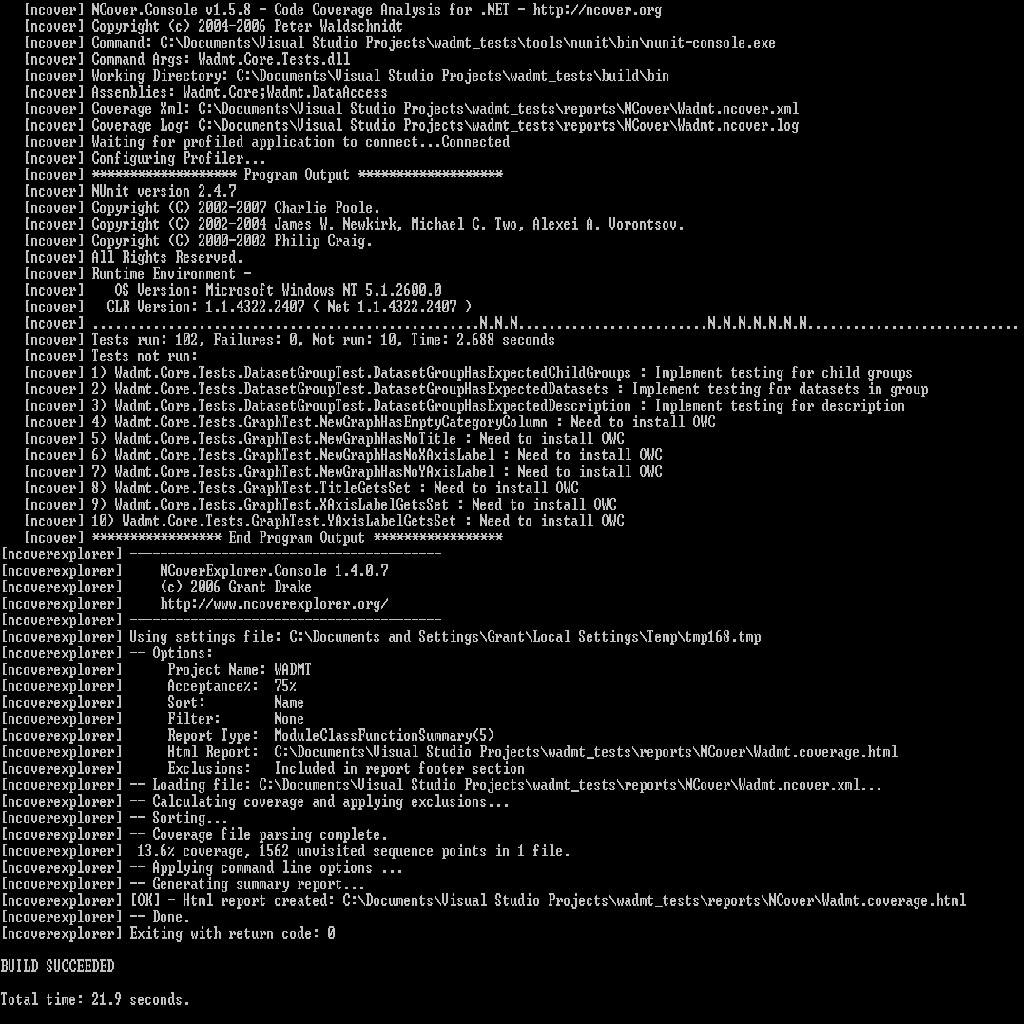 [ncover] NCover.Console v1.5.8 - Code Coverage Analysis for .NET - http://ncover.org
[ncover] Copyright (c) 2004-2006 Peter Waldschmidt
[ncover] Command: C:\Documents\Visual Studio Projects\wadmt_tests\tools\nunit\bin\nunit-console.exe
[ncover] Command Args: Wadmt.Core.Tests.dll
[ncover] Working Directory: C:\Documents\Visual Studio Projects\wadmt_tests\build\bin
[ncover] Assemblies: Wadmt.Core;Wadmt.DataAccess
[ncover] Coverage Xml: C:\Documents\Visual Studio Projects\wadmt_tests\reports\NCover\Wadmt.ncover.xml
[ncover] Coverage Log: C:\Documents\Visual Studio Projects\wadmt_tests\reports\NCover\Wadmt.ncover.log
[ncover] Waiting for profiled application to connect...Connected
[ncover] Configuring Profiler...
[ncover] ******************* Program Output *******************
[ncover] NUnit version 2.4.7
[ncover] Copyright (C) 2002-2007 Charlie Poole.
[ncover] Copyright (C) 2002-2004 James W. Newkirk, Michael C. Two, Alexei A. Vorontsov.
[ncover] Copyright (C) 2000-2002 Philip Craig.
[ncover] All Rights Reserved.
[ncover] Runtime Environment -
[ncover]    OS Version: Microsoft Windows NT 5.1.2600.0
[ncover]   CLR Version: 1.1.4322.2407 ( Net 1.1.4322.2407 )
[ncover] ...................................................N.N.N.........................N.N.N.N.N.N.N............................
[ncover] Tests run: 102, Failures: 0, Not run: 10, Time: 2.688 seconds
[ncover] Tests not run:
[ncover] 1) Wadmt.Core.Tests.DatasetGroupTest.DatasetGroupHasExpectedChildGroups : Implement testing for child groups
[ncover] 2) Wadmt.Core.Tests.DatasetGroupTest.DatasetGroupHasExpectedDatasets : Implement testing for datasets in group
[ncover] 3) Wadmt.Core.Tests.DatasetGroupTest.DatasetGroupHasExpectedDescription : Implement testing for description
[ncover] 4) Wadmt.Core.Tests.GraphTest.NewGraphHasEmptyCategoryColumn : Need to install OWC
[ncover] 5) Wadmt.Core.Tests.GraphTest.NewGraphHasNoTitle : Need to install OWC
[ncover] 6) Wadmt.Core.Tests.GraphTest.NewGraphHasNoXAxisLabel : Need to install OWC
[ncover] 7) Wadmt.Core.Tests.GraphTest.NewGraphHasNoYAxisLabel : Need to install OWC
[ncover] 8) Wadmt.Core.Tests.GraphTest.TitleGetsSet : Need to install OWC
[ncover] 9) Wadmt.Core.Tests.GraphTest.XAxisLabelGetsSet : Need to install OWC
[ncover] 10) Wadmt.Core.Tests.GraphTest.YAxisLabelGetsSet : Need to install OWC
[ncover] ***************** End Program Output *****************
[ncoverexplorer] -----------------------------------------
[ncoverexplorer]     NCoverExplorer.Console 1.4.0.7
[ncoverexplorer]     (c) 2006 Grant Drake
[ncoverexplorer]     http://www.ncoverexplorer.org/
[ncoverexplorer] -----------------------------------------
[ncoverexplorer] Using settings file: C:\Documents and Settings\Grant\Local Settings\Temp\tmp168.tmp
[ncoverexplorer] -- Options:
[ncoverexplorer]      Project Name: WADMT
[ncoverexplorer]      Acceptance%:  75%
[ncoverexplorer]      Sort:         Name
[ncoverexplorer]      Filter:       None
[ncoverexplorer]      Report Type:  ModuleClassFunctionSummary(5)
[ncoverexplorer]      Html Report:  C:\Documents\Visual Studio Projects\wadmt_tests\reports\NCover\Wadmt.coverage.html
[ncoverexplorer]      Exclusions:   Included in report footer section
[ncoverexplorer] -- Loading file: C:\Documents\Visual Studio Projects\wadmt_tests\reports\NCover\Wadmt.ncover.xml...
[ncoverexplorer] -- Calculating coverage and applying exclusions...
[ncoverexplorer] -- Sorting...
[ncoverexplorer] -- Coverage file parsing complete.
[ncoverexplorer]  13.6% coverage, 1562 unvisited sequence points in 1 file.
[ncoverexplorer] -- Applying command line options ...
[ncoverexplorer] -- Generating summary report...
[ncoverexplorer] [OK] - Html report created: C:\Documents\Visual Studio Projects\wadmt_tests\reports\NCover\Wadmt.coverage.html
[ncoverexplorer] -- Done.
[ncoverexplorer] Exiting with return code: 0
BUILD SUCCEEDED
Total time: 21.9 seconds.